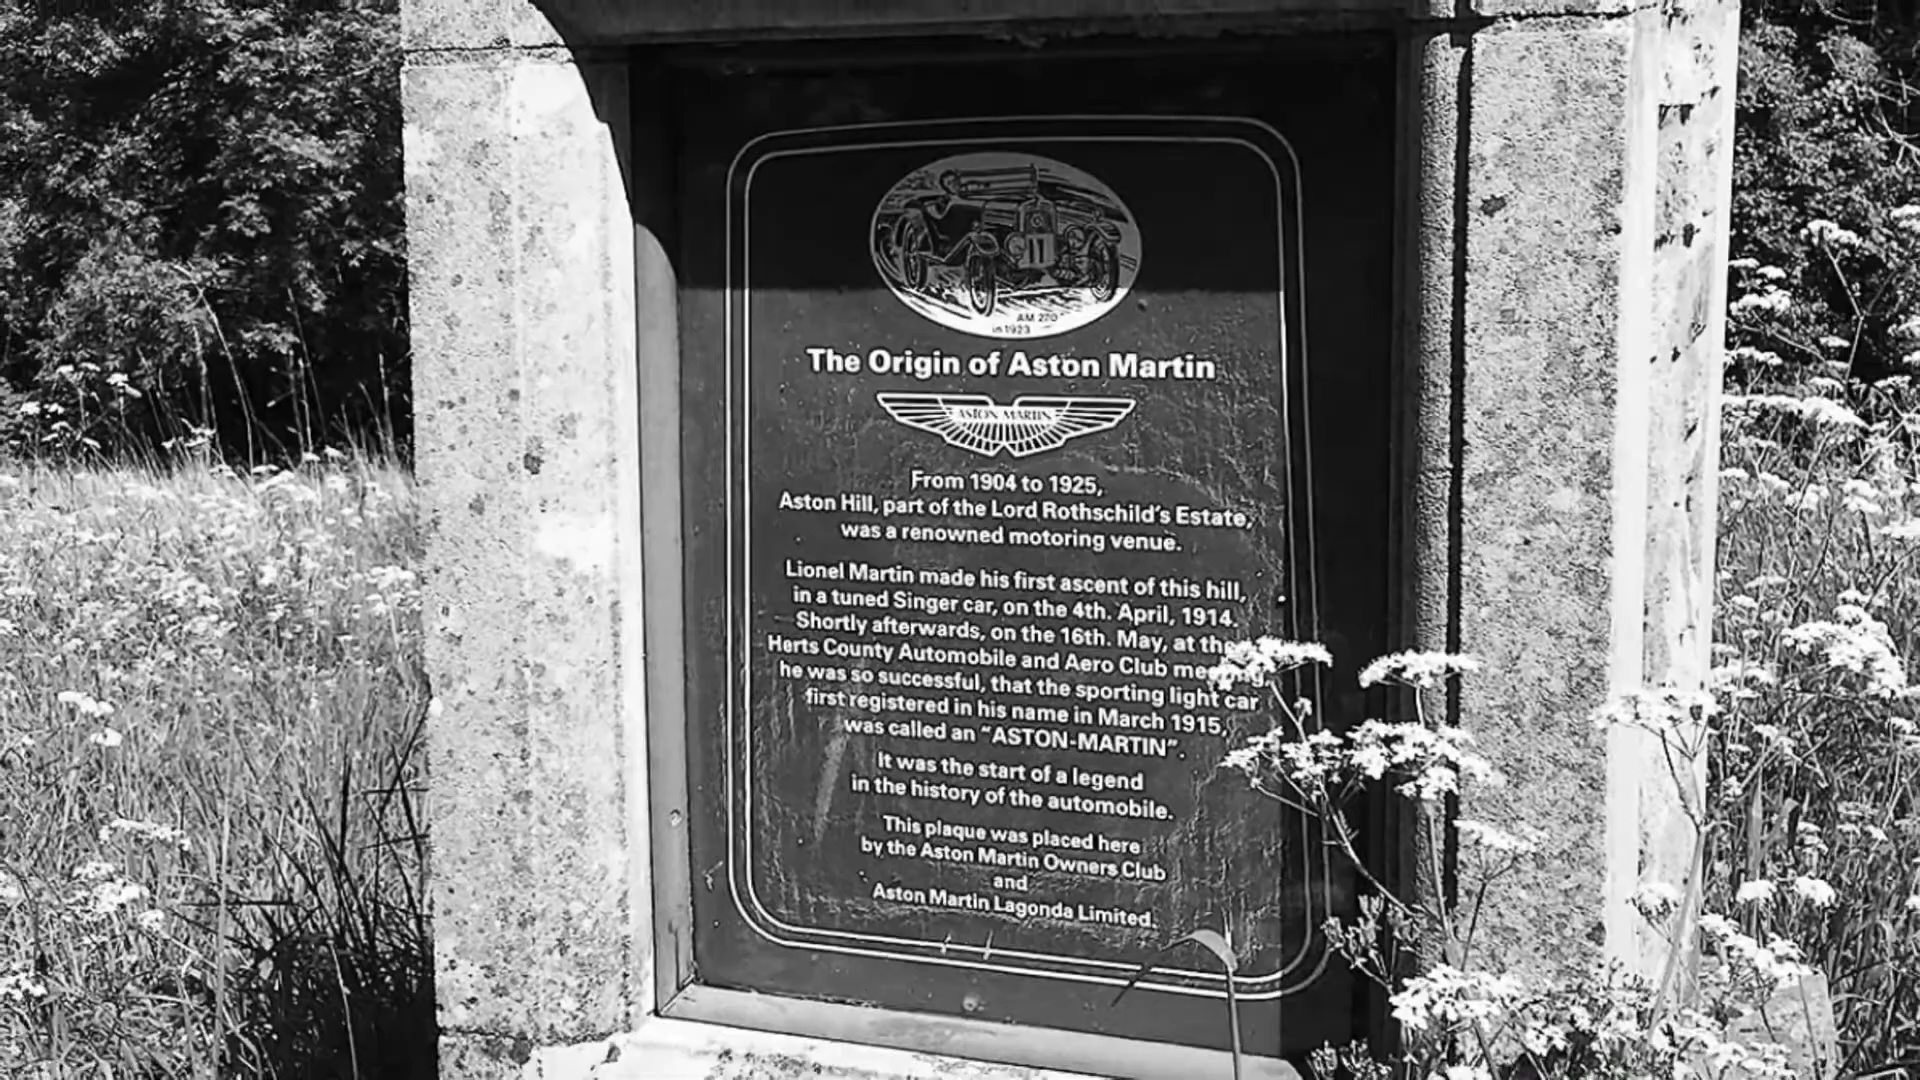 11
AM 270
in 1923
The Origin of Aston Martin
ASTON MARTIN
From 1904 to 1925,
Aston Hill, part of the Lord Rothschild's Estate,
was a renowned motoring venue.
Lionel Martin made his first ascent of this hill,
in a tuned Singer car, on the 4th. April, 1914.
Shortly afterwards, on the 16th. May, at the
Herts County Automobile and Aero Club meeting,
he was so successful, that the sporting light car
first registered in his name in March 1915,
was called an "ASTON-MARTIN".
It was the start of a legend
in the history of the automobile.
This plaque was placed here
by the Aston Martin Owners Club
and
Aston Martin Lagonda Limited.